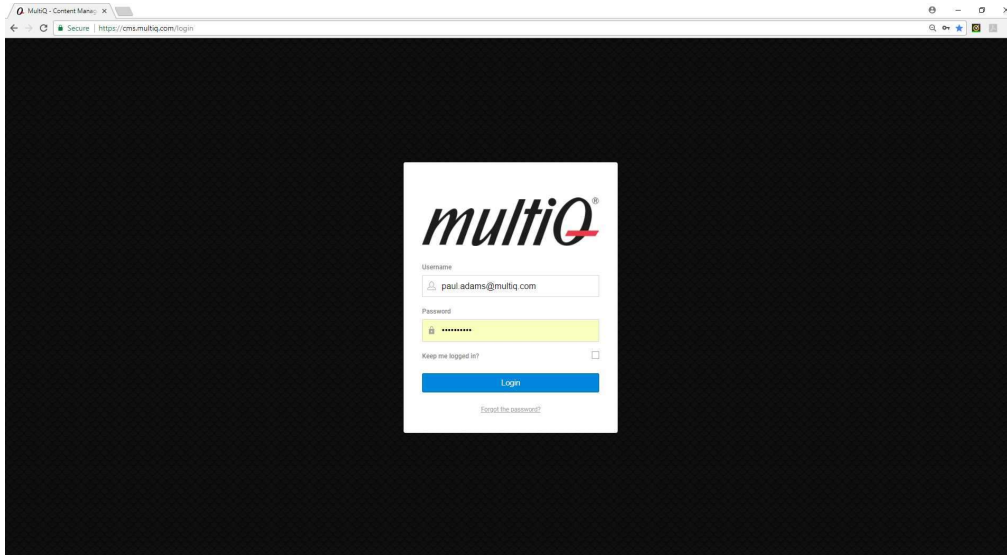 MultiQ - Content Manag
Secure | https://cms.multiq.com/login
multiQ®
Username
paul.adams@multiq.com
Password
••••••••••
Keep me logged in?
Login
Forgot the password?